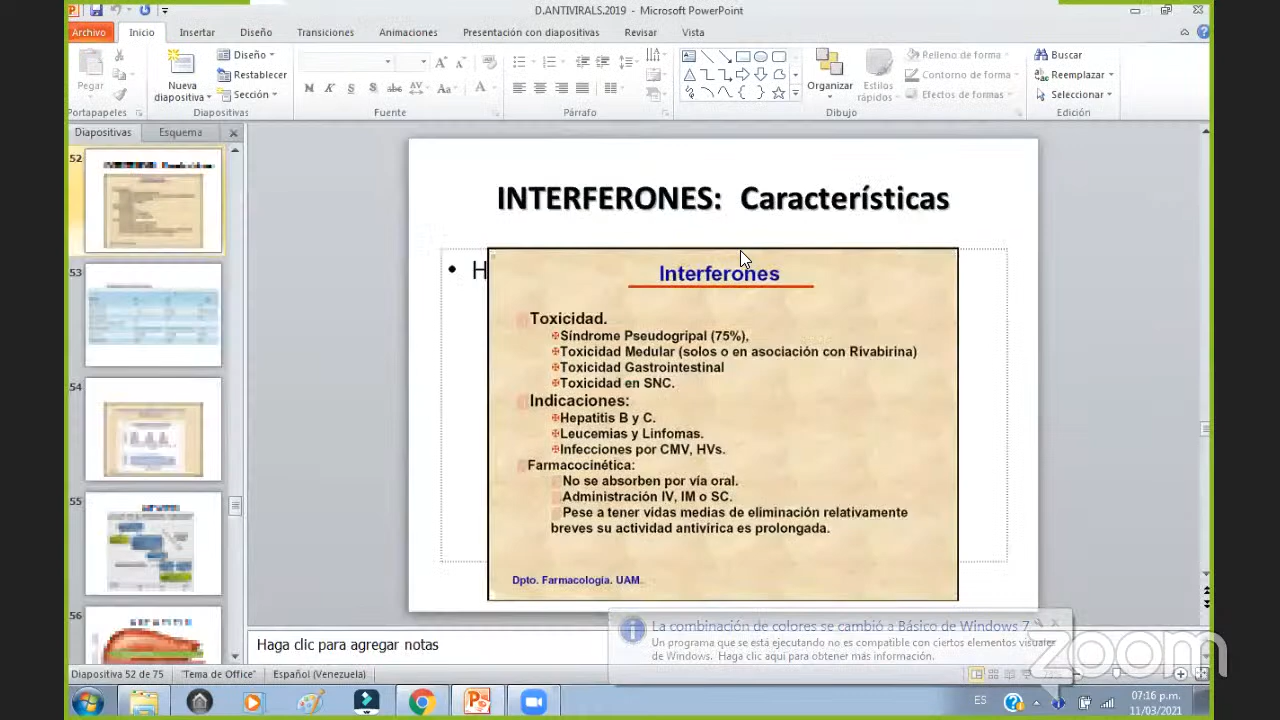 D.ANTIVIRALS.2019 - Microsoft PowerPoint
Archivo Inicio Insertar Diseño Transiciones Animaciones Presentación con diapositivas Revisar Vista
Pegar
Nueva diapositiva
Diseño
Restablecer
Sección
N K S S abc AV Aa A
Organizar
Estilos rápidos
Relleno de forma
Contorno de forma
Efectos de formas
Buscar
Reemplazar
Seleccionar
Portapapeles Diapositivas Fuente Párrafo Dibujo Edición
Diapositivas Esquema
52
53
54
55
56
INTERFERONES: Características
• H
Interferones
Toxicidad.
Síndrome Pseudogripal (75%),
Toxicidad Medular (solos o en asociación con Rivabirina)
Toxicidad Gastrointestinal
Toxicidad en SNC.
Indicaciones:
Hepatitis B y C.
Leucemias y Linfomas.
Infecciones por CMV, HVs.
Farmacocinética:
No se absorben por vía oral.
Administración IV, IM o SC.
Pese a tener vidas medias de eliminación relativamente
breves su actividad antivírica es prolongada.
Dpto. Farmacología. UAM.
Haga clic para agregar notas
La combinación de colores se cambió a Básico de Windows 7
Un programa que se está ejecutando no es compatible con ciertos elementos visuales
de Windows. Haga clic aquí para obtener más información.
zoom
Diapositiva 52 de 75 "Tema de Office" Español (Venezuela)
ES
07:16 p.m.
11/03/2021